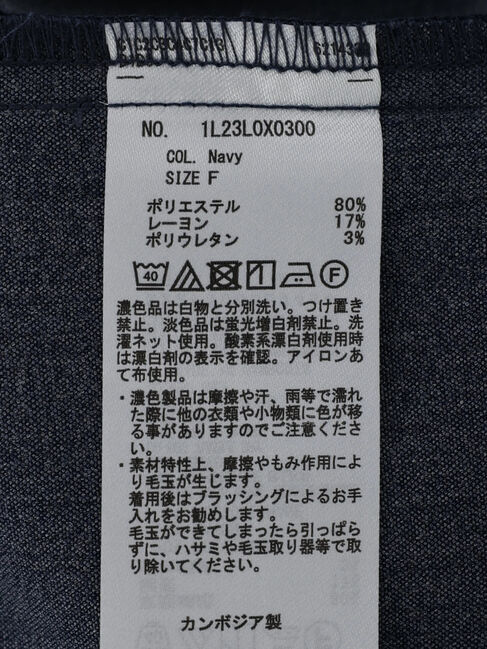 NO. 1L23L0X0300
COL. Navy
SIZE F
ポリエステル 80%
レーヨン 17%
ポリウレタン 3%
40 F
濃色品は白物と分別洗い。つけ置き
禁止。淡色品は蛍光増白剤禁止。洗
濯ネット使用。酸素系漂白剤使用時
は漂白剤の表示を確認。アイロンあ
て布使用。
・濃色製品は摩擦や汗、雨等で濡れ
た際に他の衣類や小物類に色が移
る事がありますのでご注意くださ
い。
・素材特性上、摩擦やもみ作用によ
り毛玉が生じます。
着用後はブラッシングによるお手
入れをお勧めします。
毛玉ができてしまったら引っぱら
ずに、ハサミや毛玉取り器等で取
り除いてください。
カンボジア製